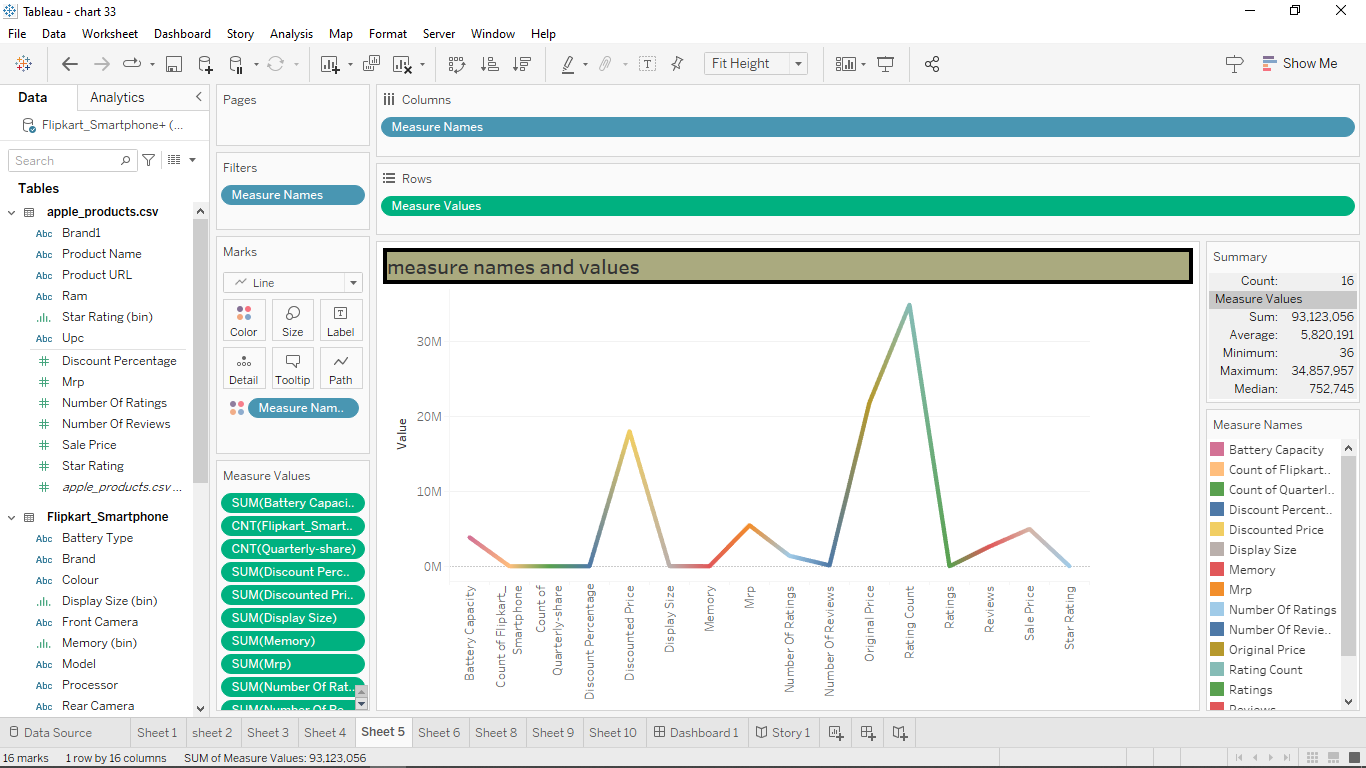 Tableau - chart 33
File Data Worksheet Dashboard Story Analysis Map Format Server Window Help
Fit Height
Show Me
Data Analytics
Flipkart_Smartphone+ (...
Search
Tables
apple_products.csv
Abc Brand1
Abc Product Name
Abc Product URL
Abc Ram
Star Rating (bin)
Abc Upc
# Discount Percentage
# Mrp
# Number Of Ratings
# Number Of Reviews
# Sale Price
# Star Rating
# apple_products.csv ...
Flipkart_Smartphone
Abc Battery Type
Abc Brand
Abc Colour
Display Size (bin)
Abc Front Camera
Memory (bin)
Abc Model
Abc Processor
Abc Rear Camera
Pages
Filters
Measure Names
Marks
Line
Color Size Label
Detail Tooltip Path
Measure Nam..
Measure Values
SUM(Battery Capaci..
CNT(Flipkart_Smart..
CNT(Quarterly-share)
SUM(Discount Perc..
SUM(Discounted Pri..
SUM(Display Size)
SUM(Memory)
SUM(Mrp)
SUM(Number Of Rat..
SUM(Number Of Re..
Columns
Measure Names
Rows
Measure Values
measure names and values
Value
30M
20M
10M
0M
Battery Capacity
Count of Flipkart_
Smartphone
Count of
Quarterly-share
Discount Percentage
Discounted Price
Display Size
Memory
Mrp
Number Of Ratings
Number Of Reviews
Original Price
Rating Count
Ratings
Reviews
Sale Price
Star Rating
Summary
Count: 16
Measure Values
Sum: 93,123,056
Average: 5,820,191
Minimum: 36
Maximum: 34,857,957
Median: 752,745
Measure Names
Battery Capacity
Count of Flipkart..
Count of Quarterl..
Discount Percent..
Discounted Price
Display Size
Memory
Mrp
Number Of Ratings
Number Of Revie..
Original Price
Rating Count
Ratings
Reviews
Data Source Sheet 1 sheet 2 Sheet 3 Sheet 4 Sheet 5 Sheet 6 Sheet 8 Sheet 9 Sheet 10 Dashboard 1 Story 1
16 marks 1 row by 16 columns SUM of Measure Values: 93,123,056